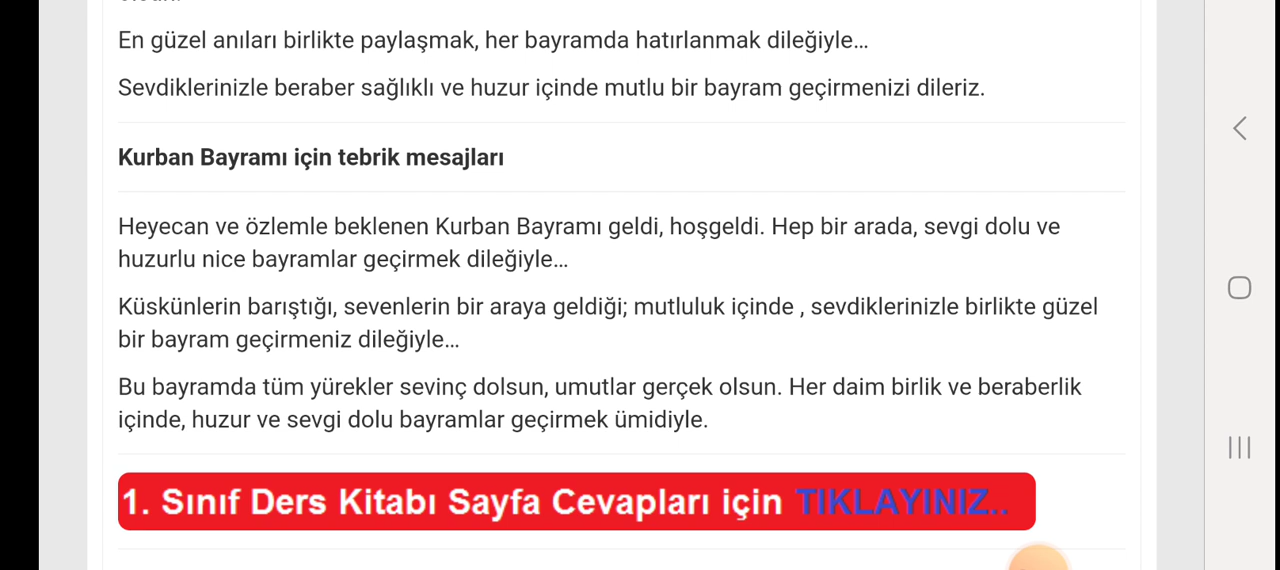 En güzel anıları birlikte paylaşmak, her bayramda hatırlanmak dileğiyle…
Sevdiklerinizle beraber sağlıklı ve huzur içinde mutlu bir bayram geçirmenizi dileriz.
Kurban Bayramı için tebrik mesajları
Heyecan ve özlemle beklenen Kurban Bayramı geldi, hoşgeldi. Hep bir arada, sevgi dolu ve
huzurlu nice bayramlar geçirmek dileğiyle…
Küskünlerin barıştığı, sevenlerin bir araya geldiği; mutluluk içinde , sevdiklerinizle birlikte güzel
bir bayram geçirmeniz dileğiyle…
Bu bayramda tüm yürekler sevinç dolsun, umutlar gerçek olsun. Her daim birlik ve beraberlik
içinde, huzur ve sevgi dolu bayramlar geçirmek ümidiyle.
1. Sınıf Ders Kitabı Sayfa Cevapları için TIKLAYINIZ..